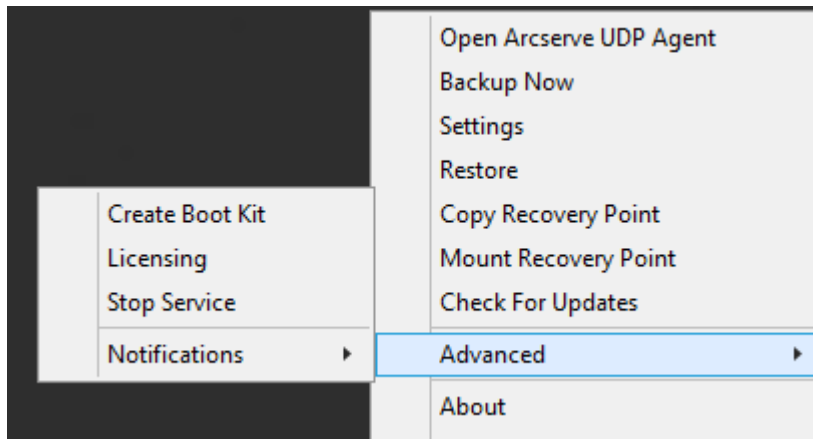 Open Arcserve UDP Agent
Backup Now
Settings
Restore
Copy Recovery Point
Mount Recovery Point
Check For Updates
Advanced
About
Create Boot Kit
Licensing
Stop Service
Notifications